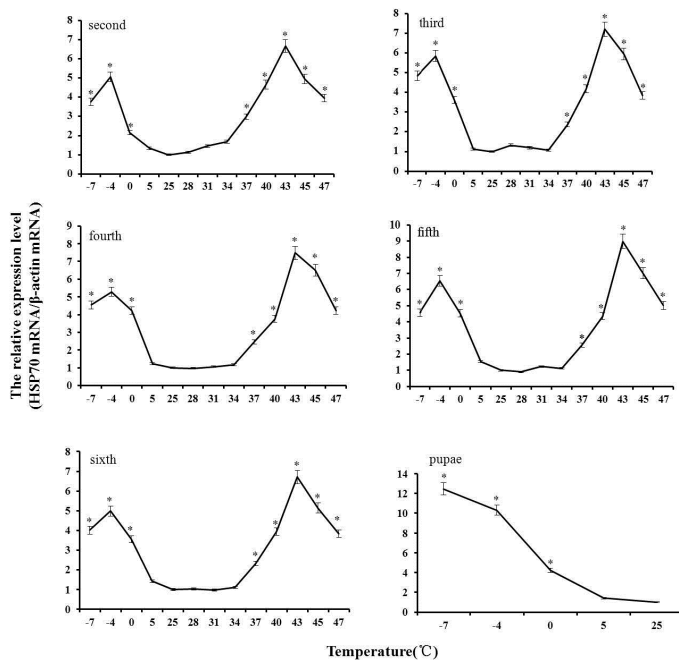 The relative expression level
(HSP70 mRNA/β-actin mRNA)
second
8
7
6
5
4
3
2
1
0
* * * * * * * *
-7 -4 0 5 25 28 31 34 37 40 43 45 47
third
8
7
6
5
4
3
2
1
0
* * * * * * * *
-7 -4 0 5 25 28 31 34 37 40 43 45 47
fourth
9
8
7
6
5
4
3
2
1
0
* * * * * * * *
-7 -4 0 5 25 28 31 34 37 40 43 45 47
fifth
10
9
8
7
6
5
4
3
2
1
0
* * * * * * * *
-7 -4 0 5 25 28 31 34 37 40 43 45 47
sixth
8
7
6
5
4
3
2
1
0
* * * * * * * *
-7 -4 0 5 25 28 31 34 37 40 43 45 47
pupae
14
12
10
8
6
4
2
0
* * *
-7 -4 0 5 25
Temperature(℃)